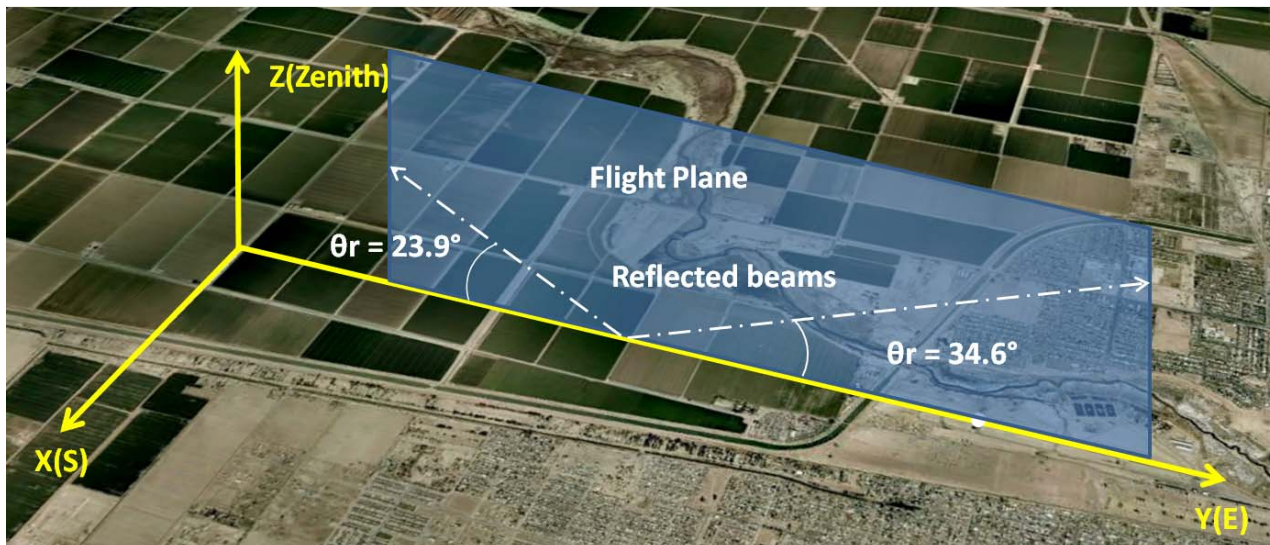 Z(Zenith)
Flight Plane
θr = 23.9°
Reflected beams
θr = 34.6°
X(S)
Y(E)